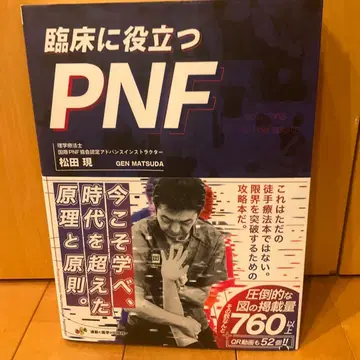 臨床に役立つ
PNF
理学療法士
国際PNF協会認定アドバンスインストラクター
松田 現 GEN MATSUDA
これはただの
徒手療法本ではない。
限界を突破するための
攻略本だ。
今こそ学べ、
時代を超えた
原理と原則。
圧倒的な
図の掲載量
760以上
QR動画も52個!!